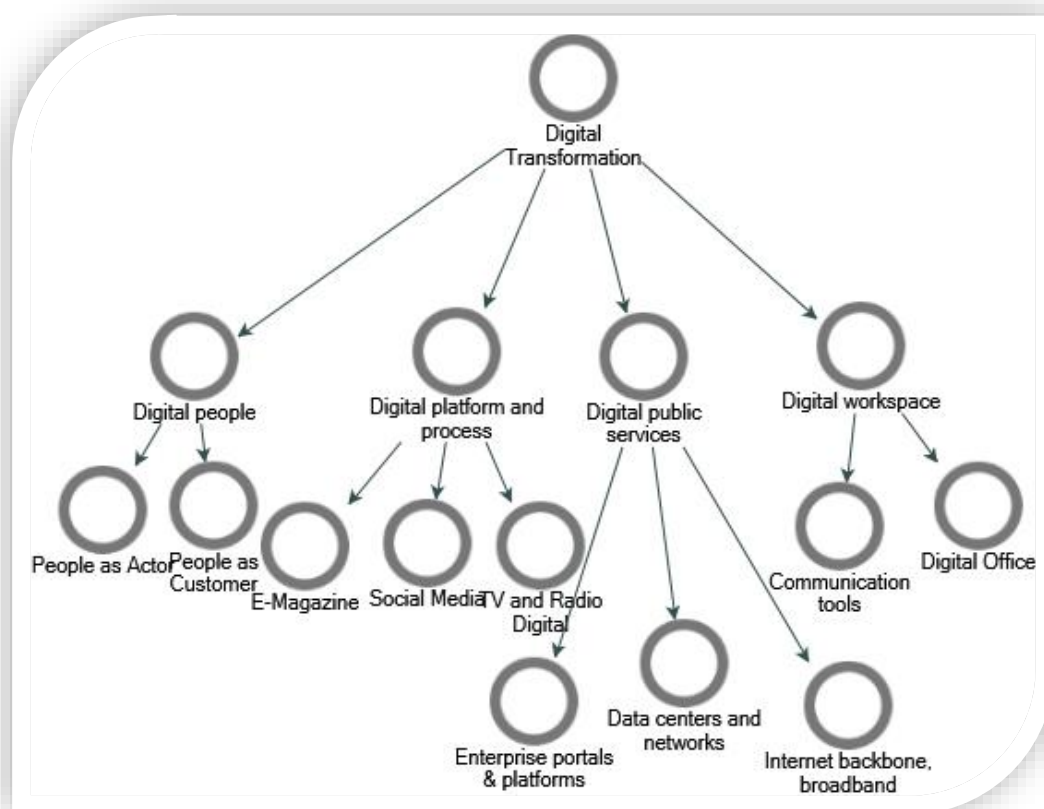 Digital
Transformation
Digital people
Digital platform and
process
Digital public
services
Digital workspace
People as Actor
People as
Customer
E-Magazine
Social Media
TV and Radio
Digital
Communication
tools
Digital Office
Enterprise portals
& platforms
Data centers and
networks
Internet backbone,
broadband